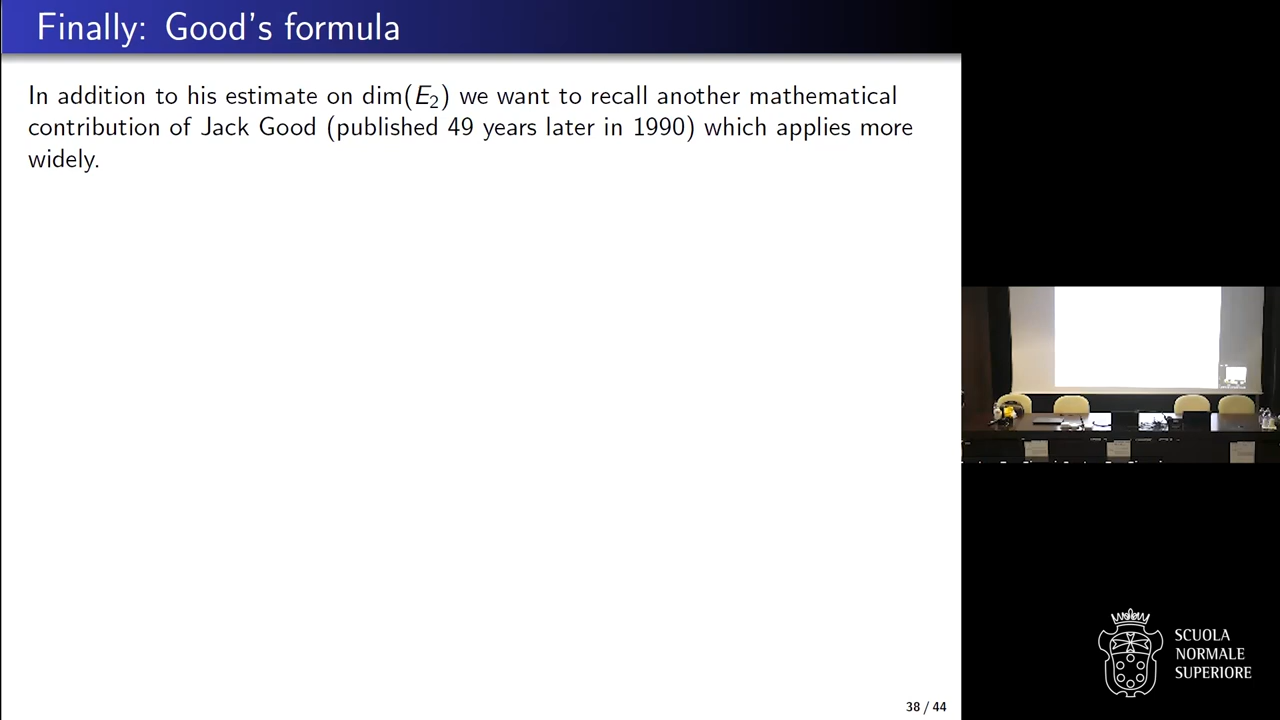 Finally: Good's formula
In addition to his estimate on dim(E₂) we want to recall another mathematical
contribution of Jack Good (published 49 years later in 1990) which applies more
widely.
SCUOLA
NORMALE
SUPERIORE
38 / 44